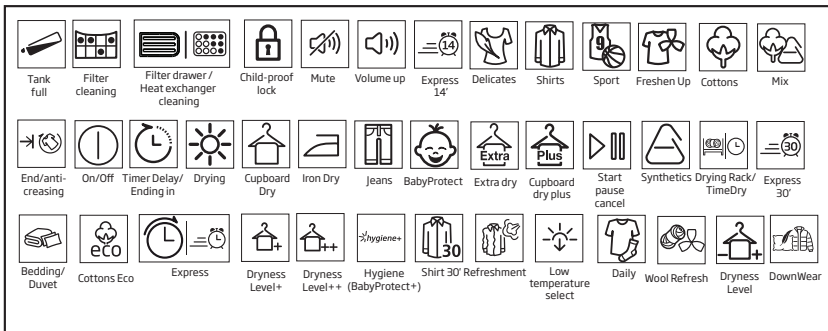 14
9
Tank full
Filter cleaning
Filter drawer / Heat exchanger cleaning
Child-proof lock
Mute
Volume up
Express 14'
Delicates
Shirts
Sport
Freshen Up
Cottons
Mix
Extra
Plus
30
End/anti-creasing
On/Off
Timer Delay/ Ending in
Drying
Cupboard Dry
Iron Dry
Jeans
BabyProtect
Extra dry
Cupboard dry plus
Start pause cancel
Synthetics
Drying Rack/ TimeDry
Express 30'
eco
+
++
hygiene+
30
- +
Bedding/ Duvet
Cottons Eco
Express
Dryness Level+
Dryness Level++
Hygiene (BabyProtect+)
Shirt 30'
Refreshment
Low temperature select
Daily
Wool Refresh
Dryness Level
DownWear